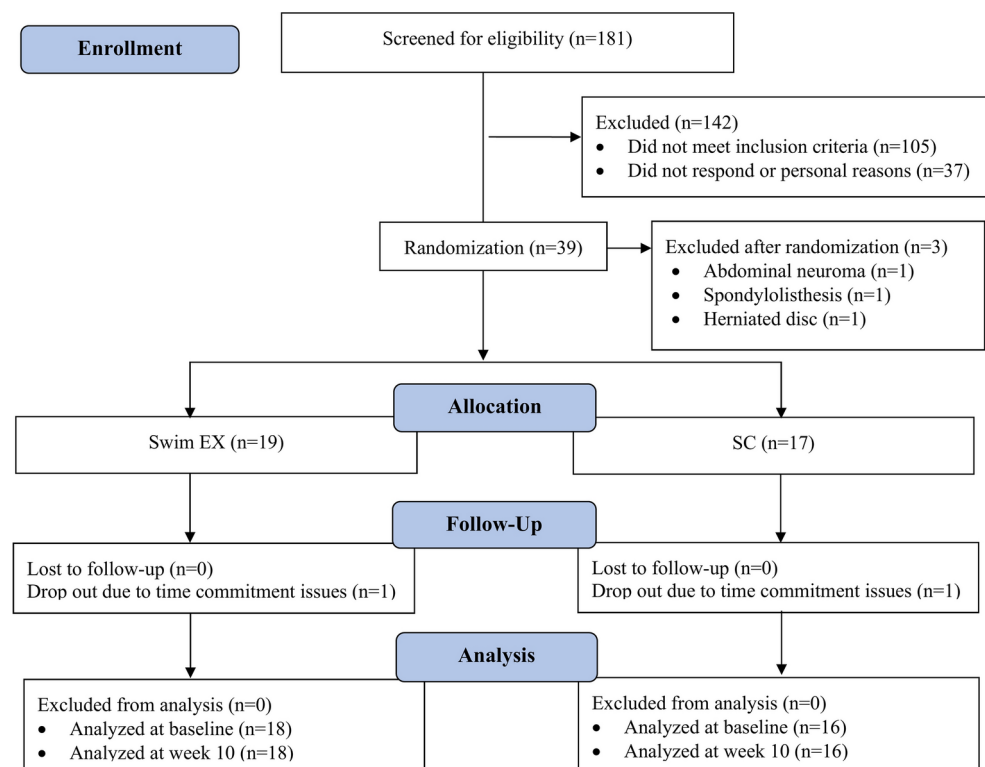 Enrollment
Screened for eligibility (n=181)
Excluded (n=142)
• Did not meet inclusion criteria (n=105)
• Did not respond or personal reasons (n=37)
Randomization (n=39)
Excluded after randomization (n=3)
• Abdominal neuroma (n=1)
• Spondylolisthesis (n=1)
• Herniated disc (n=1)
Allocation
Swim EX (n=19)
SC (n=17)
Follow-Up
Lost to follow-up (n=0)
Drop out due to time commitment issues (n=1)
Lost to follow-up (n=0)
Drop out due to time commitment issues (n=1)
Analysis
Excluded from analysis (n=0)
• Analyzed at baseline (n=18)
• Analyzed at week 10 (n=18)
Excluded from analysis (n=0)
• Analyzed at baseline (n=16)
• Analyzed at week 10 (n=16)